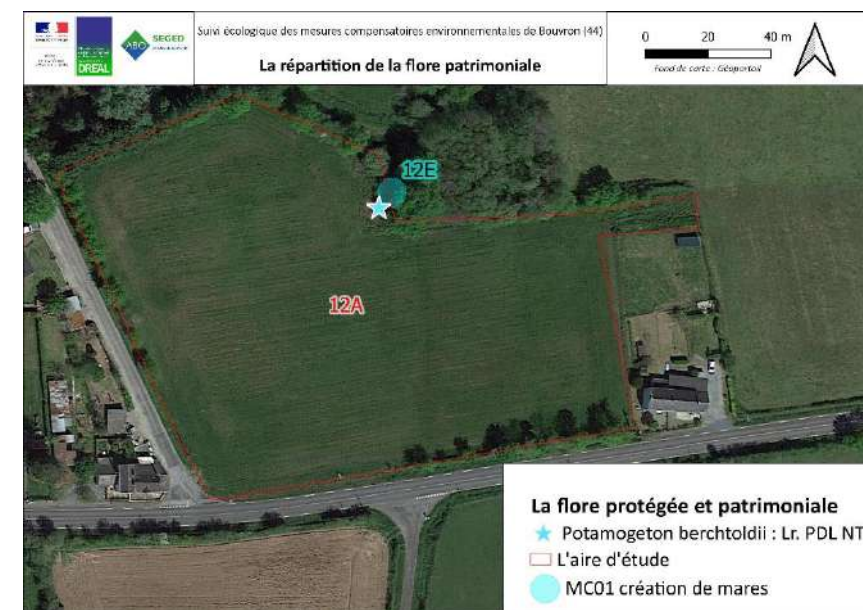 DREAL
ABO
SEGED
Suivi écologique des mesures compensatoires environnementales de Bouvron (44)
La répartition de la flore patrimoniale
0 20 40 m
Fond de carte : Géoportail
12E
12A
La flore protégée et patrimoniale
Potamogeton berchtoldii : Lr. PDL NT
L'aire d'étude
MC01 création de mares